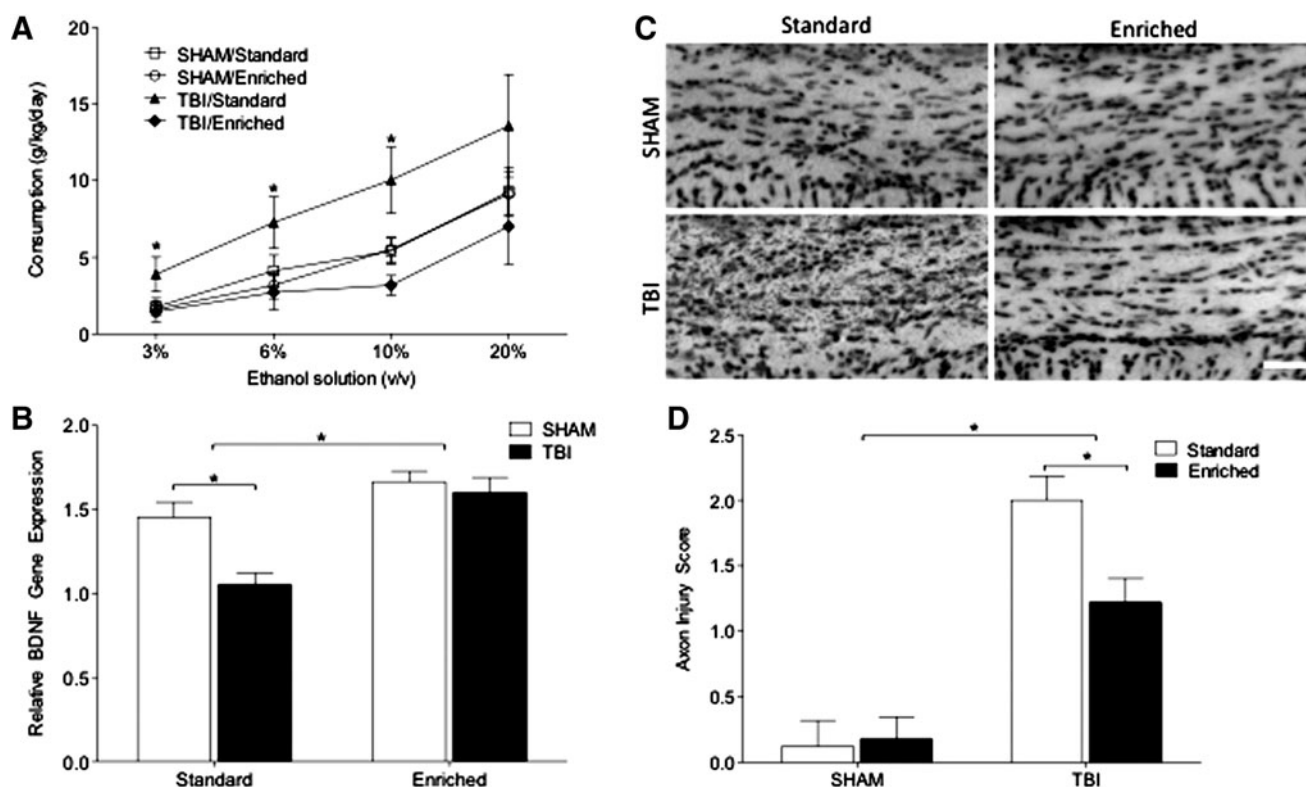 A
Consumption (g/kg/day)
20
15
10
5
0
SHAM/Standard
SHAM/Enriched
TBI/Standard
TBI/Enriched
*
*
*
3% 6% 10% 20%
Ethanol solution (v/v)
B
Relative BDNF Gene Expression
2.0
1.5
1.0
0.5
0.0
SHAM
TBI
*
*
Standard Enriched
C
Standard Enriched
SHAM
TBI
D
Axon Injury Score
2.5
2.0
1.5
1.0
0.5
0.0
Standard
Enriched
*
*
SHAM TBI